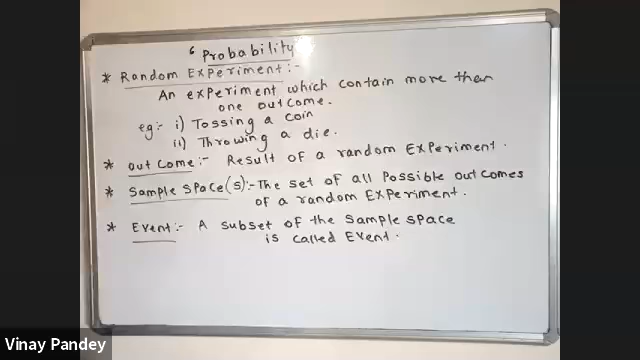 6 Probability
* Random Experiment:-
An experiment which contain more than
one outcome.
eg:- i) Tossing a coin
ii) Throwing a die.
* Out Come:- Result of a random Experiment.
* Sample Space(s):- The set of all Possible outcomes
of a random Experiment.
* Event:- A subset of the sample space
is called Event.
Vinay Pandey